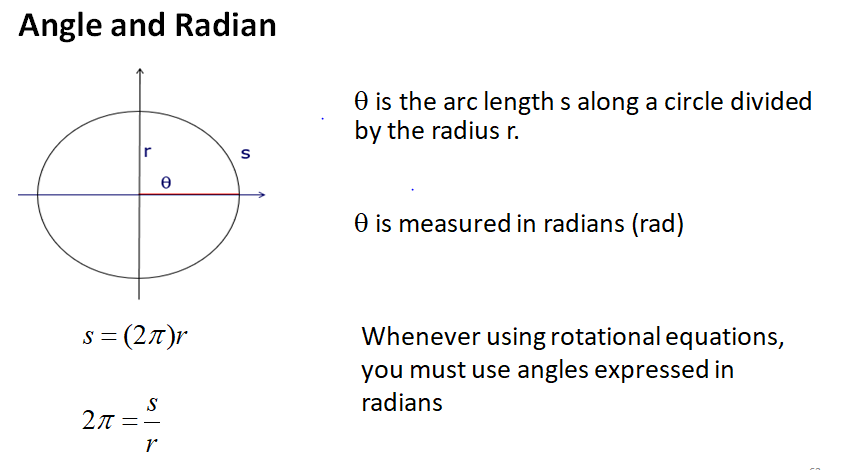 Angle and Radian
r
s
θ
θ is the arc length s along a circle divided
by the radius r.
θ is measured in radians (rad)
s = (2π)r
2π = s/r
Whenever using rotational equations,
you must use angles expressed in
radians